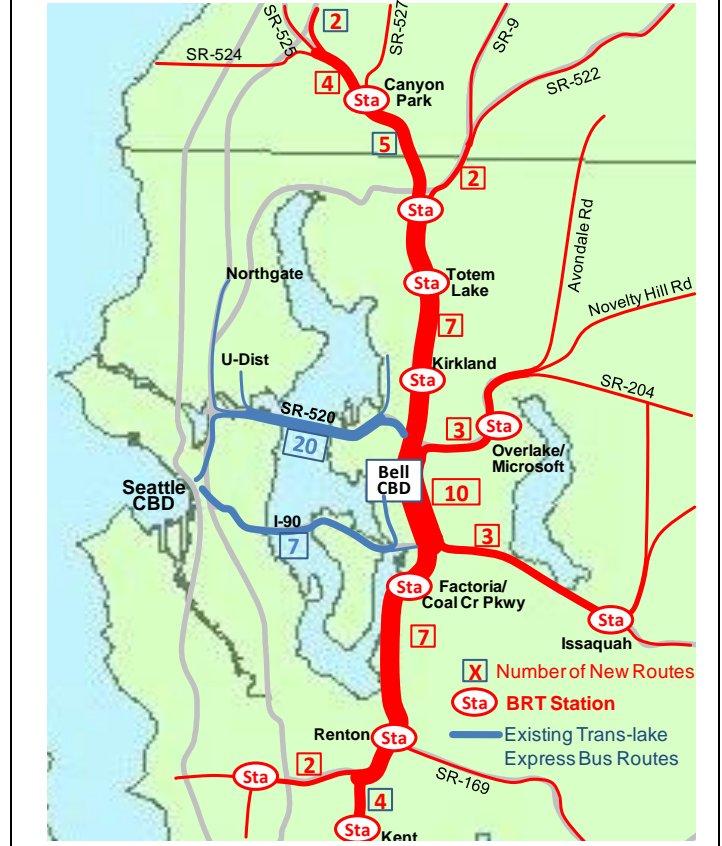 2
SR-525
SR-527
SR-9
SR-524
SR-522
4
Sta
Canyon
Park
5
2
Sta
Avondale Rd
Northgate
Sta
Totem
Lake
Novelty Hill Rd
7
U-Dist
Kirkland
Sta
SR-204
SR-520
20
3
Sta
Overlake/
Microsoft
Bell
CBD
Seattle
CBD
10
I-90
7
3
Sta
Factoria/
Coal Cr Pkwy
Sta
Issaquah
7
X Number of New Routes
Sta BRT Station
Existing Trans-lake
Express Bus Routes
Renton
Sta
2
Sta
SR-169
4
Sta
Kent